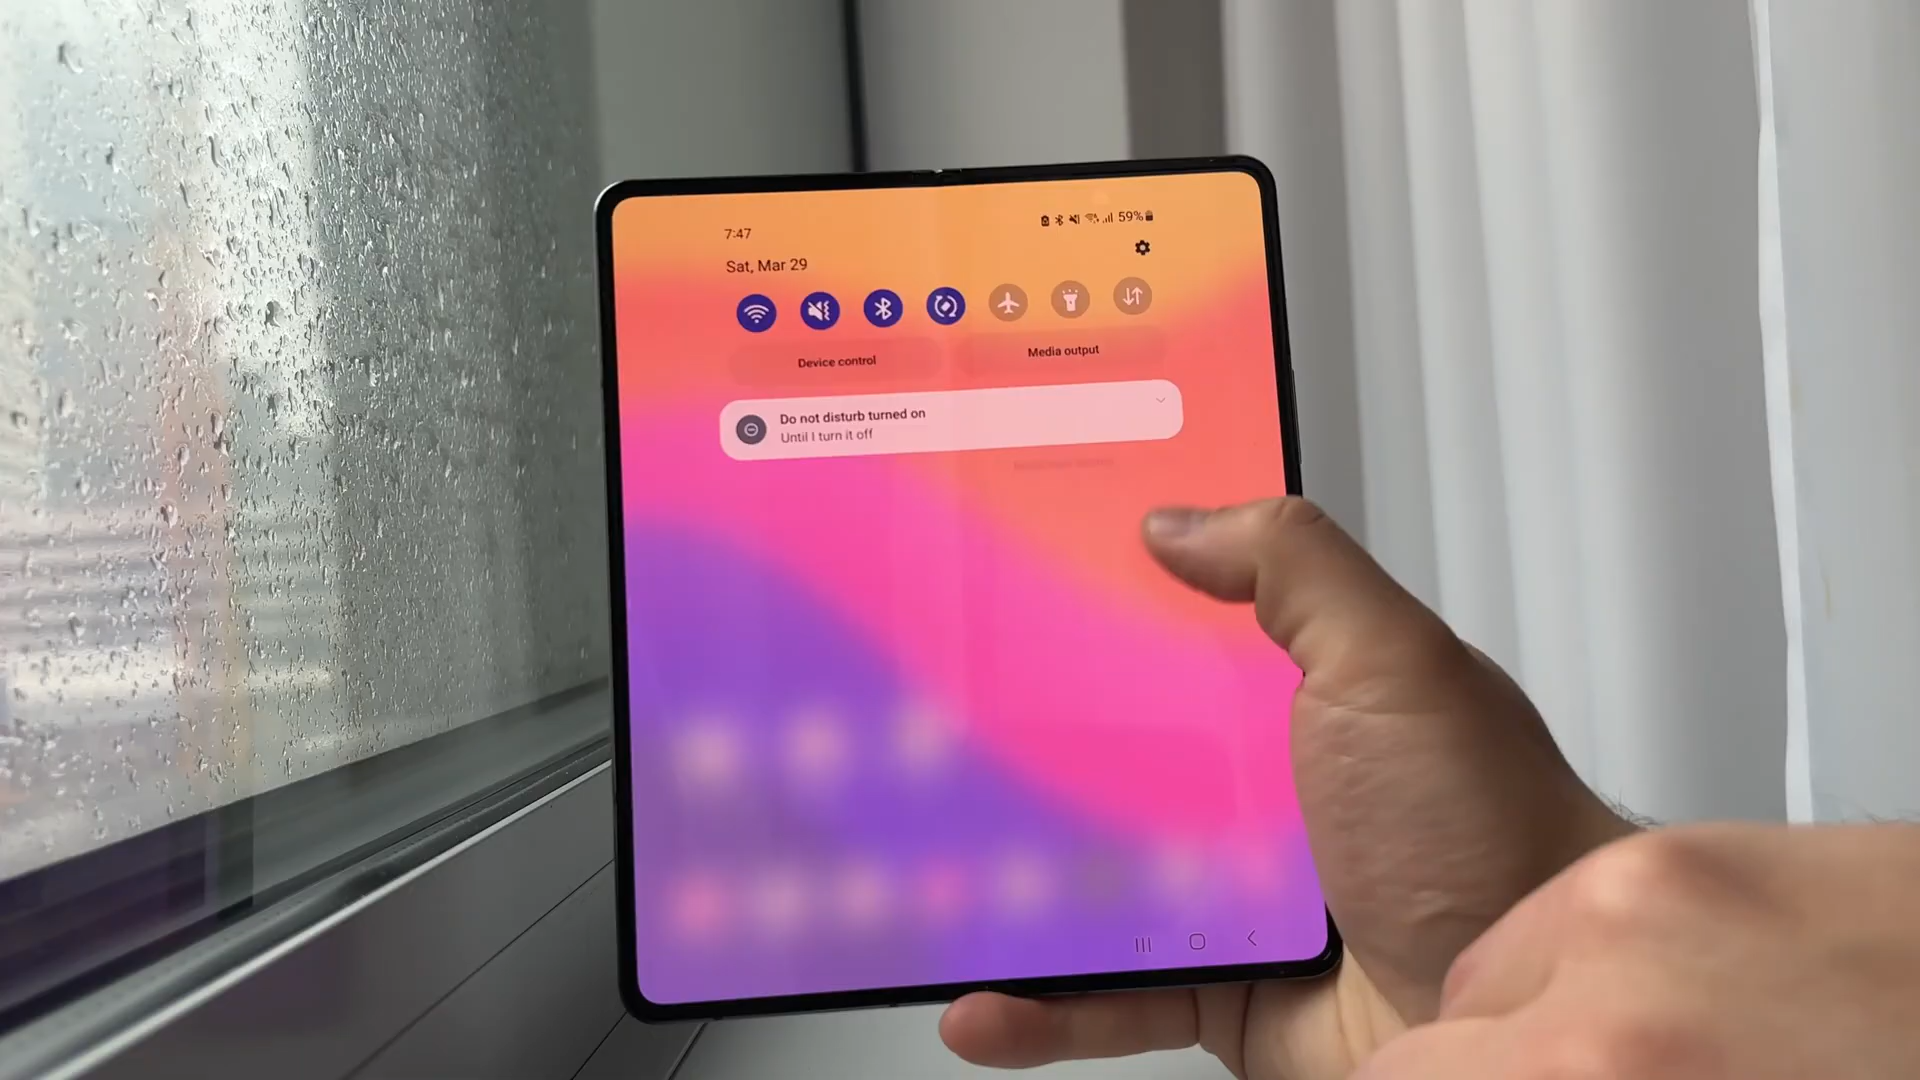 7:47
59%
Sat, Mar 29
Device control
Media output
Do not disturb turned on
Until I turn it off